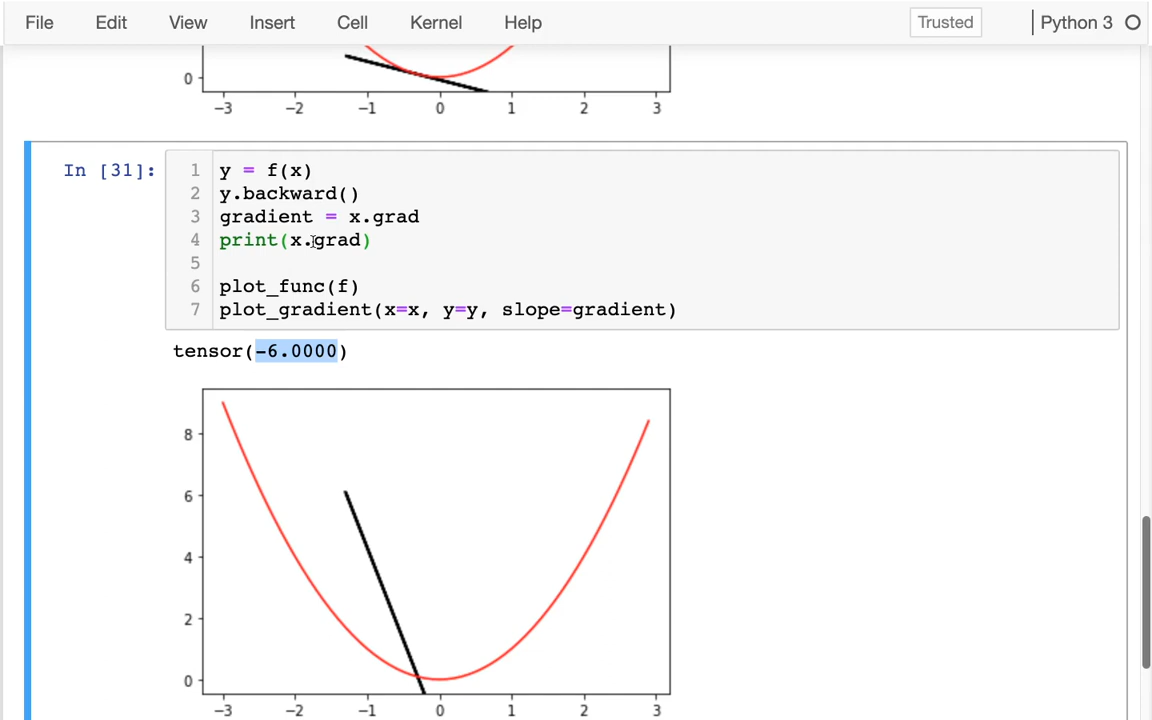 File Edit View Insert Cell Kernel Help Trusted Python 3
0
−3 −2 −1 0 1 2 3
In [31]:
1 y = f(x)
2 y.backward()
3 gradient = x.grad
4 print(x.grad)
5
6 plot_func(f)
7 plot_gradient(x=x, y=y, slope=gradient)
tensor(-6.0000)
8
6
4
2
0
−3 −2 −1 0 1 2 3